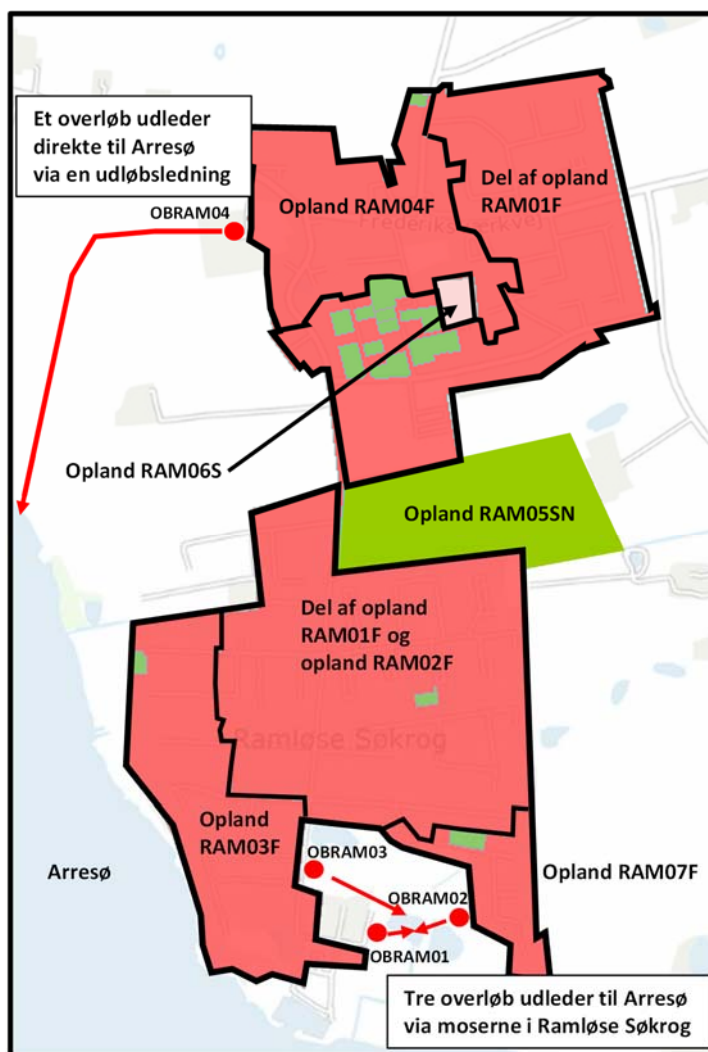 Et overløb udleder
direkte til Arresø
via en udløbsledning
OBRAM04
Opland RAM04F
Del af opland
RAM01F
Frederiksværkvej
Opland RAM06S
Opland RAM05SN
Del af opland
RAM01F og
opland RAM02F
Ramløse Søkrog
Opland
RAM03F
Arresø
OBRAM03
OBRAM02
OBRAM01
Opland RAM07F
Tre overløb udleder til Arresø
via moserne i Ramløse Søkrog